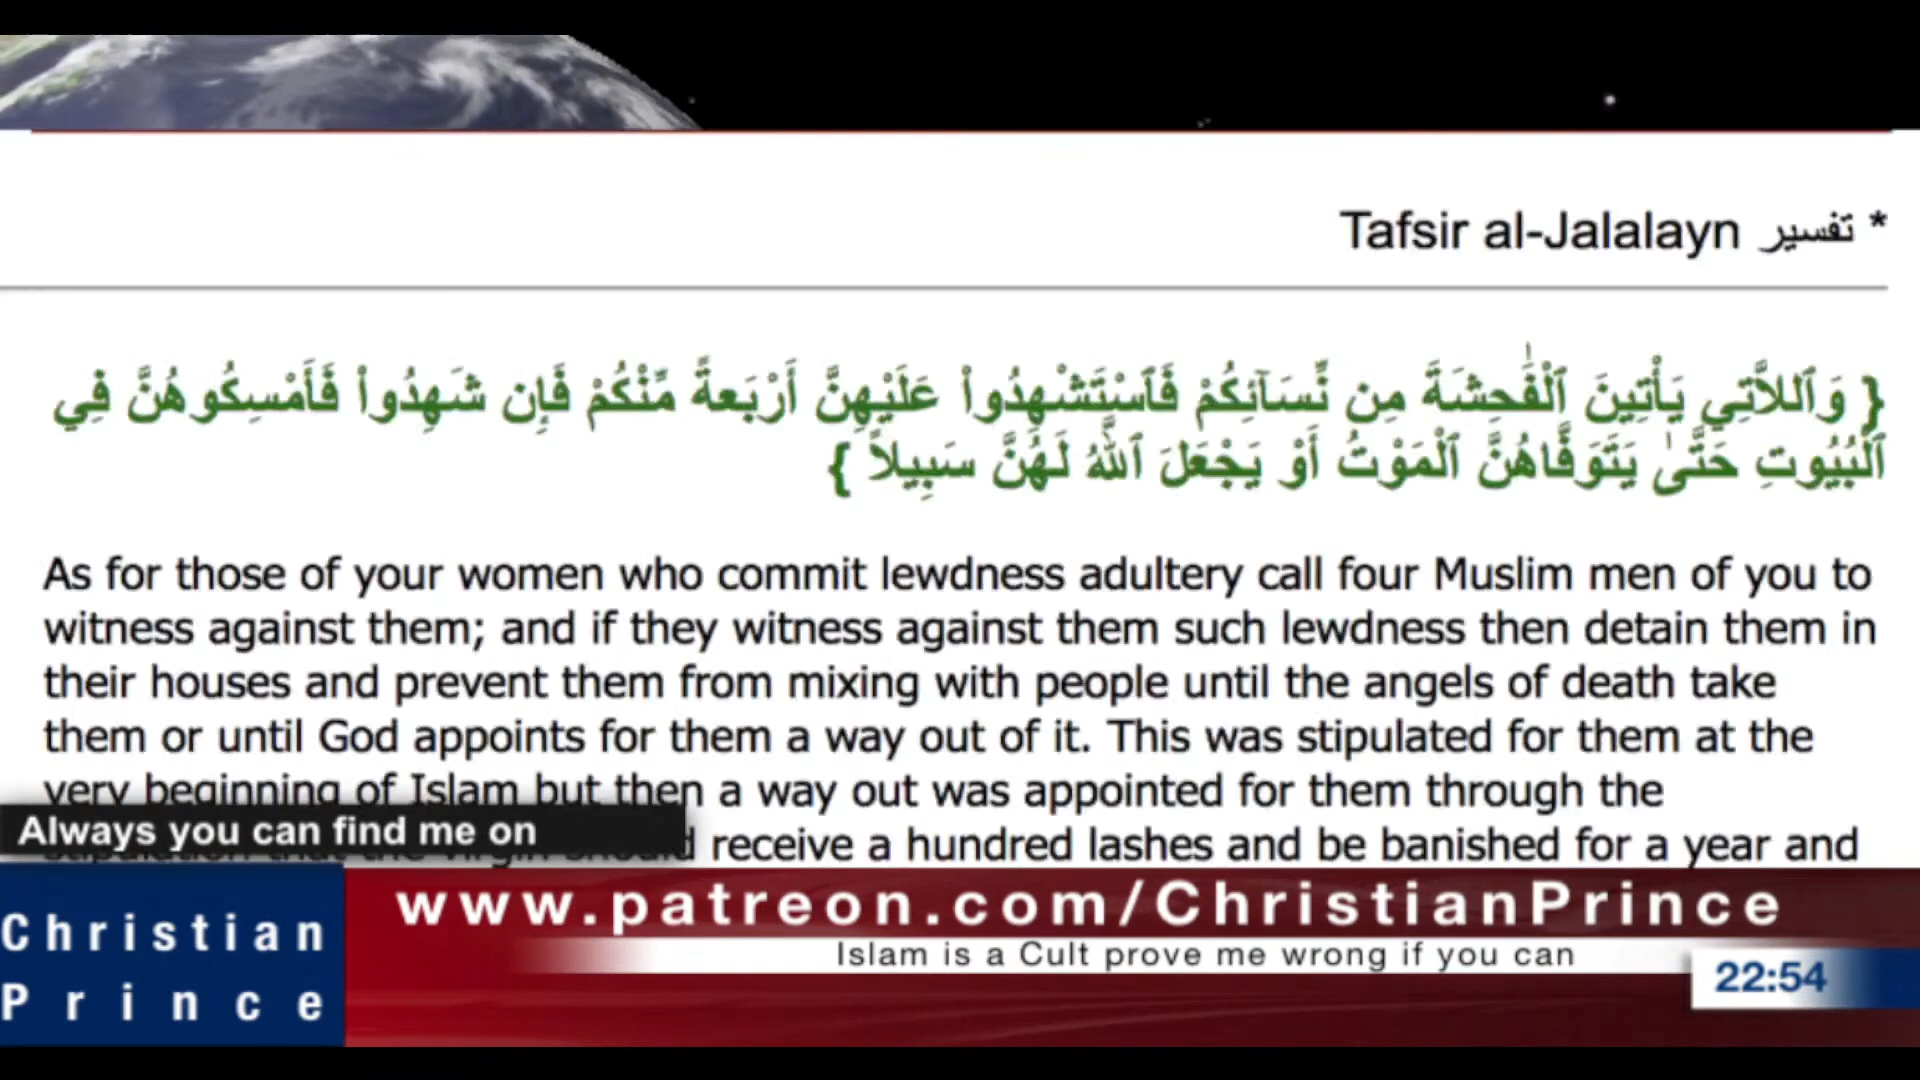 Tafsir al-Jalalayn تفسير *
{ وَٱللاَّتِي يَأْتِينَ ٱلْفَٰحِشَةَ مِن نِّسَآئِكُمْ فَٱسْتَشْهِدُواْ عَلَيْهِنَّ أَرْبَعةً مِّنْكُمْ فَإِن شَهِدُواْ فَأَمْسِكُوهُنَّ فِي
ٱلْبُيُوتِ حَتَّىٰ يَتَوَفَّاهُنَّ ٱلْمَوْتُ أَوْ يَجْعَلَ ٱللَّهُ لَهُنَّ سَبِيلاً }
As for those of your women who commit lewdness adultery call four Muslim men of you to
witness against them; and if they witness against them such lewdness then detain them in
their houses and prevent them from mixing with people until the angels of death take
them or until God appoints for them a way out of it. This was stipulated for them at the
very beginning of Islam but then a way out was appointed for them through the
receive a hundred lashes and be banished for a year and
Always you can find me on
www.patreon.com/ChristianPrince
Christian
Prince
Islam is a Cult prove me wrong if you can
22:54